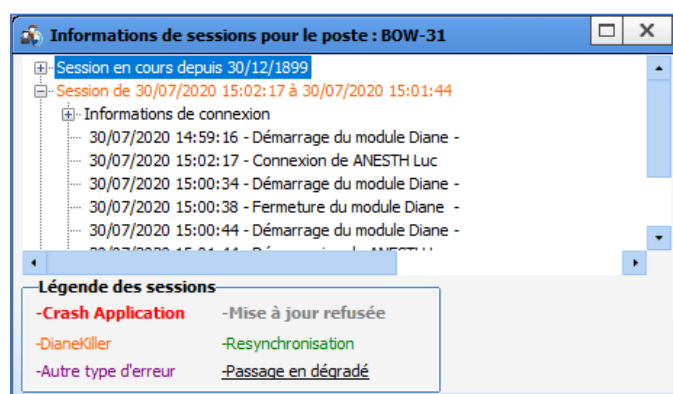 Informations de sessions pour le poste : BOW-31
Session en cours depuis 30/12/1899
Session de 30/07/2020 15:02:17 à 30/07/2020 15:01:44
Informations de connexion
30/07/2020 14:59:16 - Démarrage du module Diane -
30/07/2020 15:02:17 - Connexion de ANESTH Luc
30/07/2020 15:00:34 - Démarrage du module Diane -
30/07/2020 15:00:38 - Fermeture du module Diane -
30/07/2020 15:00:44 - Démarrage du module Diane -
Légende des sessions
-Crash Application -Mise à jour refusée
-DianeKiller -Resynchronisation
-Autre type d'erreur -Passage en dégradé